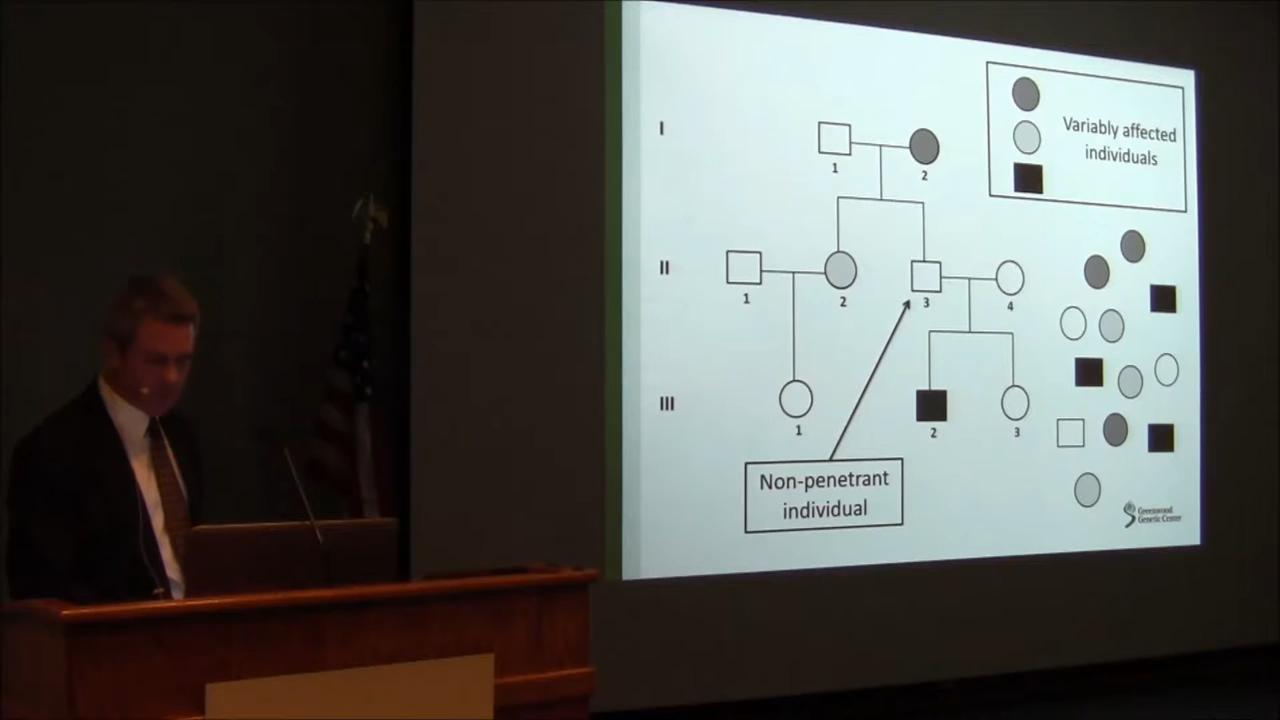 Variably affected
individuals
I
1
2
II
1
2
3
4
III
1
2
3
Non-penetrant
individual
Greenwood
Genetic Center